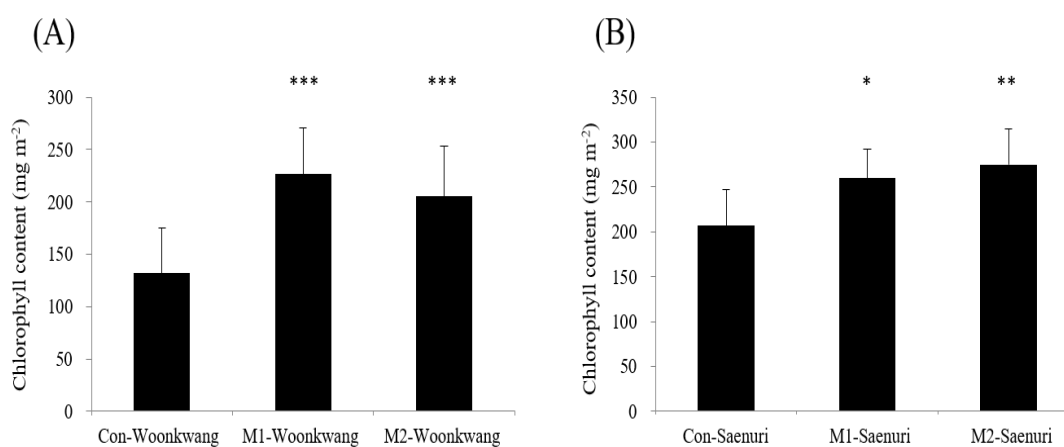 (A)
Chlorophyll content (mg m⁻²)
*** ***
300
250
200
150
100
50
0
Con-Woonkwang M1-Woonkwang M2-Woonkwang
(B)
Chlorophyll content (mg m⁻²)
* **
350
300
250
200
150
100
50
0
Con-Saenuri M1-Saenuri M2-Saenuri